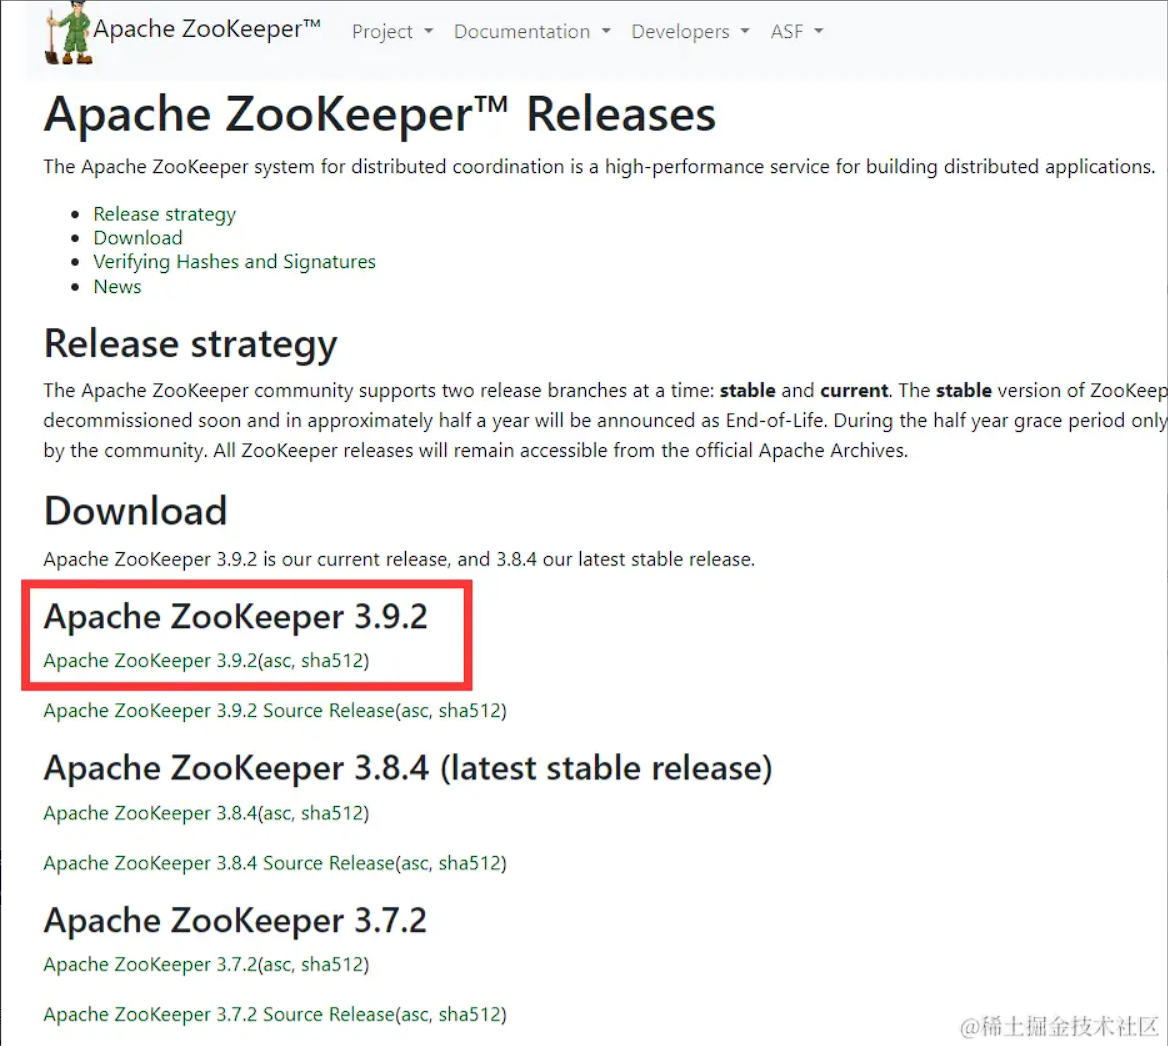 Apache ZooKeeper™ Project Documentation Developers ASF
Apache ZooKeeper™ Releases
The Apache ZooKeeper system for distributed coordination is a high-performance service for building distributed applications.
Release strategy
Download
Verifying Hashes and Signatures
News
Release strategy
The Apache ZooKeeper community supports two release branches at a time: stable and current. The stable version of ZooKeep
decommissioned soon and in approximately half a year will be announced as End-of-Life. During the half year grace period only
by the community. All ZooKeeper releases will remain accessible from the official Apache Archives.
Download
Apache ZooKeeper 3.9.2 is our current release, and 3.8.4 our latest stable release.
Apache ZooKeeper 3.9.2
Apache ZooKeeper 3.9.2(asc, sha512)
Apache ZooKeeper 3.9.2 Source Release(asc, sha512)
Apache ZooKeeper 3.8.4 (latest stable release)
Apache ZooKeeper 3.8.4(asc, sha512)
Apache ZooKeeper 3.8.4 Source Release(asc, sha512)
Apache ZooKeeper 3.7.2
Apache ZooKeeper 3.7.2(asc, sha512)
Apache ZooKeeper 3.7.2 Source Release(asc, sha512)
@稀土掘金技术社区